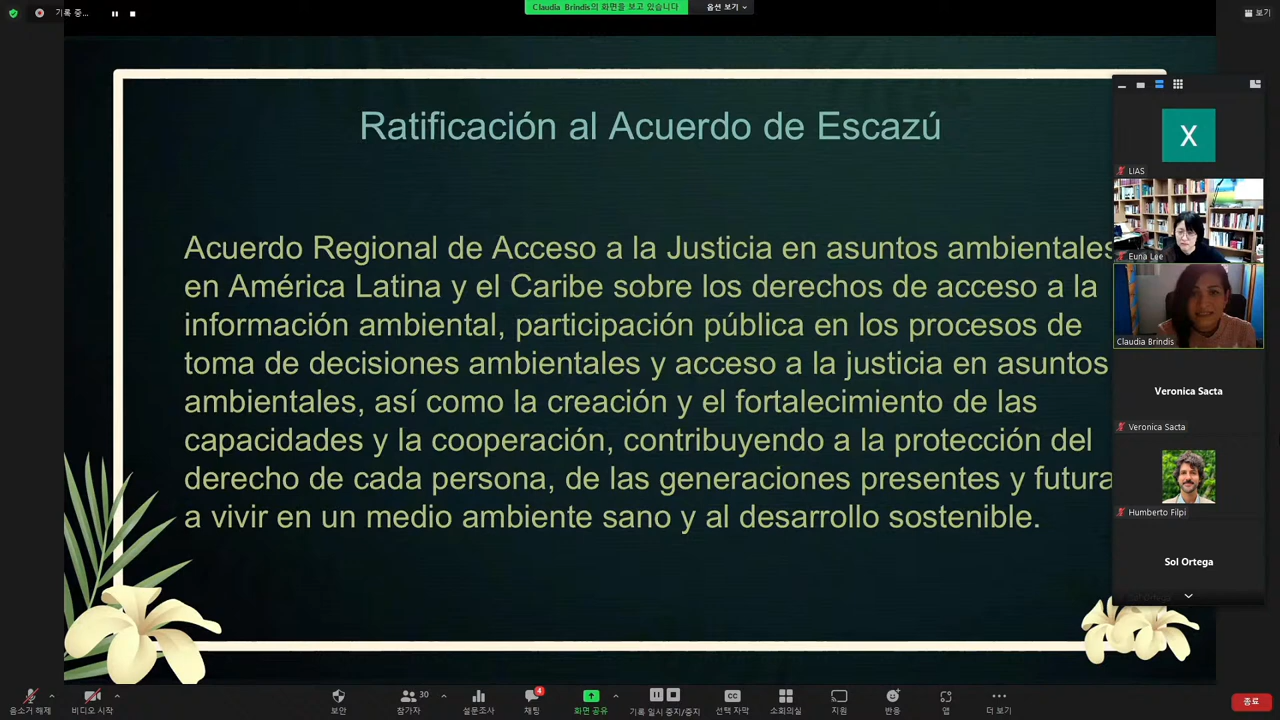 기록 중...
Claudia Brindis의 화면을 보고 있습니다
옵션 보기
보기
Ratificación al Acuerdo de Escazú
Acuerdo Regional de Acceso a la Justicia en asuntos ambientales
en América Latina y el Caribe sobre los derechos de acceso a la
información ambiental, participación pública en los procesos de
toma de decisiones ambientales y acceso a la justicia en asuntos
ambientales, así como la creación y el fortalecimiento de las
capacidades y la cooperación, contribuyendo a la protección del
derecho de cada persona, de las generaciones presentes y futura
a vivir en un medio ambiente sano y al desarrollo sostenible.
X
LIAS
Euna Lee
Claudia Brindis
Veronica Sacta
Veronica Sacta
Humberto Filpi
Sol Ortega
Sol Ortega
음소거 해제
비디오 시작
보안
30
참가자
설문조사
4
채팅
화면 공유
기록 일시 중지/중지
CC
선택 자막
소회의실
지원
반응
앱
더 보기
종료